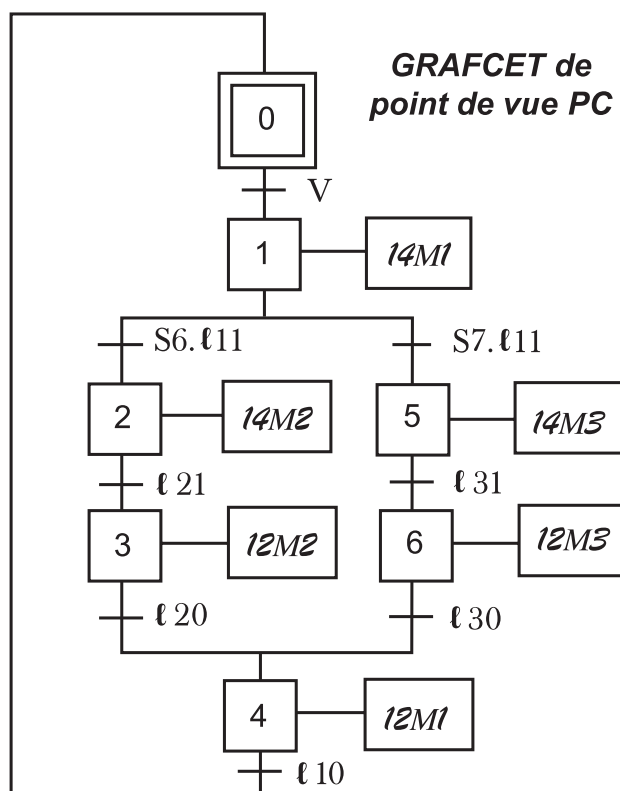 GRAFCET de
point de vue PC
0
V
1
14M1
S6.ℓ11
S7.ℓ11
2
14M2
5
14M3
ℓ21
ℓ31
3
12M2
6
12M3
ℓ20
ℓ30
4
12M1
ℓ10